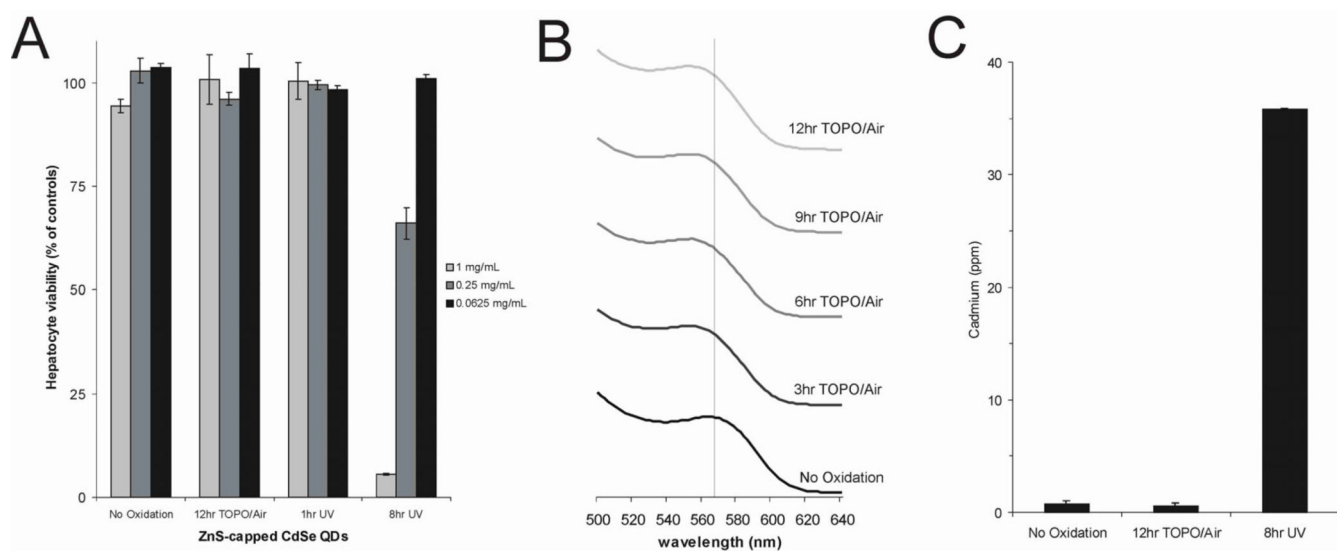 A
Hepatocyte viability (% of controls)
100
75
50
25
0
No Oxidation 12hr TOPO/Air 1hr UV 8hr UV
ZnS-capped CdSe QDs
1 mg/mL
0.25 mg/mL
0.0625 mg/mL
B
12hr TOPO/Air
9hr TOPO/Air
6hr TOPO/Air
3hr TOPO/Air
No Oxidation
500 520 540 560 580 600 620 640
wavelength (nm)
C
Cadmium (ppm)
40
30
20
10
0
No Oxidation 12hr TOPO/Air 8hr UV